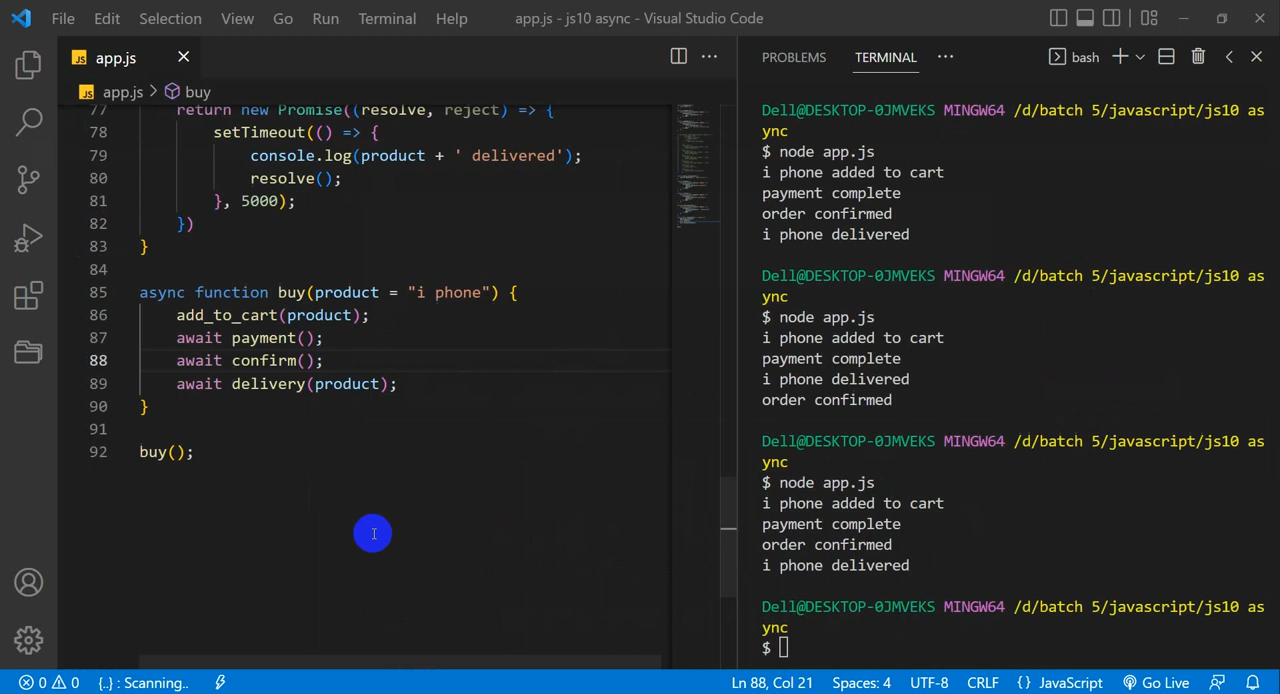 File Edit Selection View Go Run Terminal Help app.js - js10 async - Visual Studio Code
JS app.js
JS app.js > buy
77 return new Promise((resolve, reject) => {
78 setTimeout(() => {
79 console.log(product + ' delivered');
80 resolve();
81 }, 5000);
82 })
83 }
84
85 async function buy(product = "i phone") {
86 add_to_cart(product);
87 await payment();
88 await confirm();
89 await delivery(product);
90 }
91
92 buy();
PROBLEMS TERMINAL ··· bash
Dell@DESKTOP-0JMVEKS MINGW64 /d/batch 5/javascript/js10 as
ync
$ node app.js
i phone added to cart
payment complete
order confirmed
i phone delivered
Dell@DESKTOP-0JMVEKS MINGW64 /d/batch 5/javascript/js10 as
ync
$ node app.js
i phone added to cart
payment complete
i phone delivered
order confirmed
Dell@DESKTOP-0JMVEKS MINGW64 /d/batch 5/javascript/js10 as
ync
$ node app.js
i phone added to cart
payment complete
order confirmed
i phone delivered
Dell@DESKTOP-0JMVEKS MINGW64 /d/batch 5/javascript/js10 as
ync
$
0 0 {..} : Scanning.. Ln 88, Col 21 Spaces: 4 UTF-8 CRLF {} JavaScript Go Live